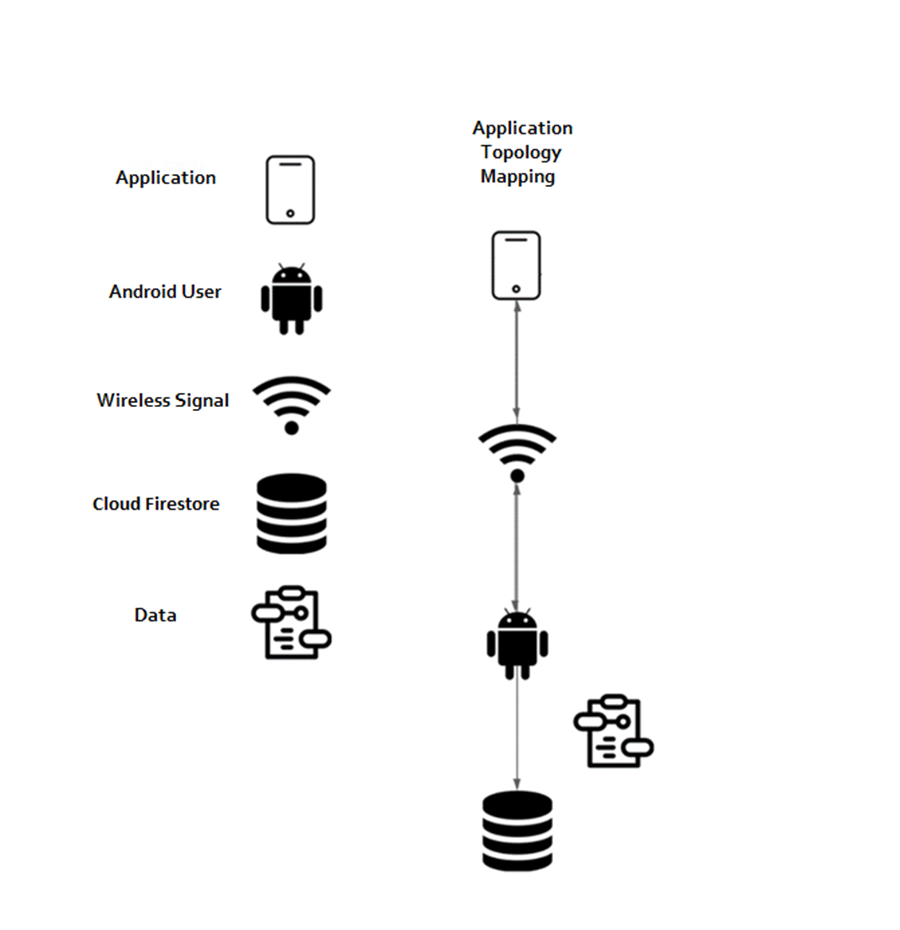 Application
Topology
Mapping
Application
Android User
Wireless Signal
Cloud Firestore
Data